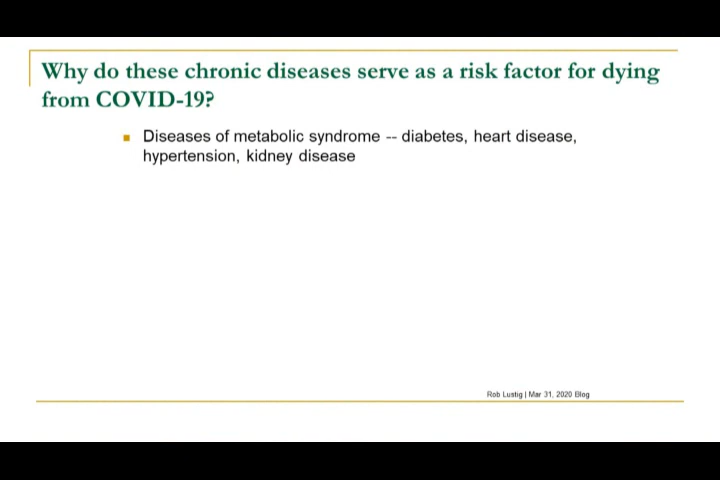 Why do these chronic diseases serve as a risk factor for dying
from COVID-19?
Diseases of metabolic syndrome -- diabetes, heart disease,
hypertension, kidney disease
Rob Lustig | Mar 31, 2020 Blog